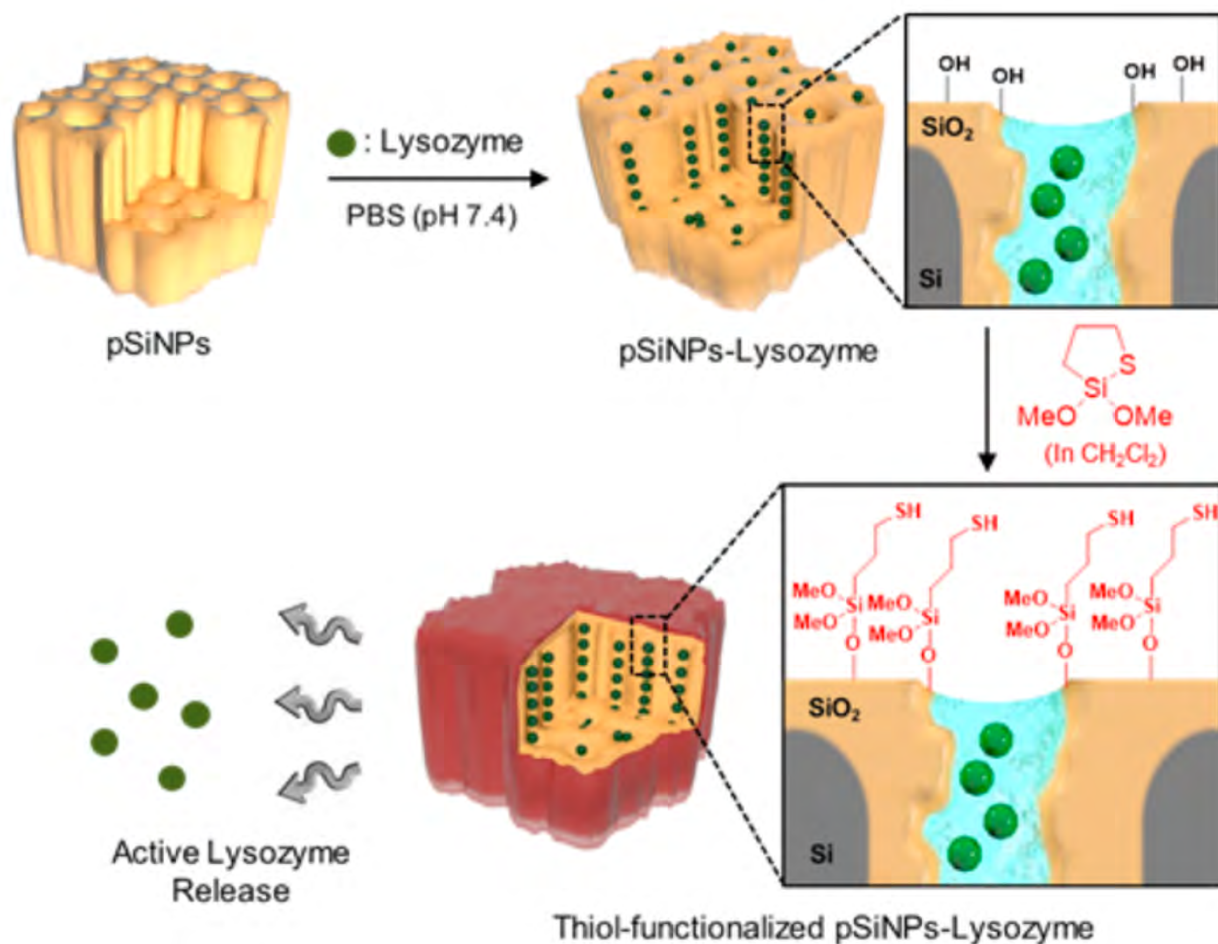 : Lysozyme
PBS (pH 7.4)
pSiNPs
pSiNPs-Lysozyme
OH
OH
OH
OH
SiO₂
Si
S
Si
MeO
OMe
(In CH₂Cl₂)
SH
SH
SH
SH
MeO
Si
MeO
O
MeO
Si
MeO
O
MeO
Si
MeO
O
MeO
Si
MeO
O
SiO₂
Si
Active Lysozyme
Release
Thiol-functionalized pSiNPs-Lysozyme